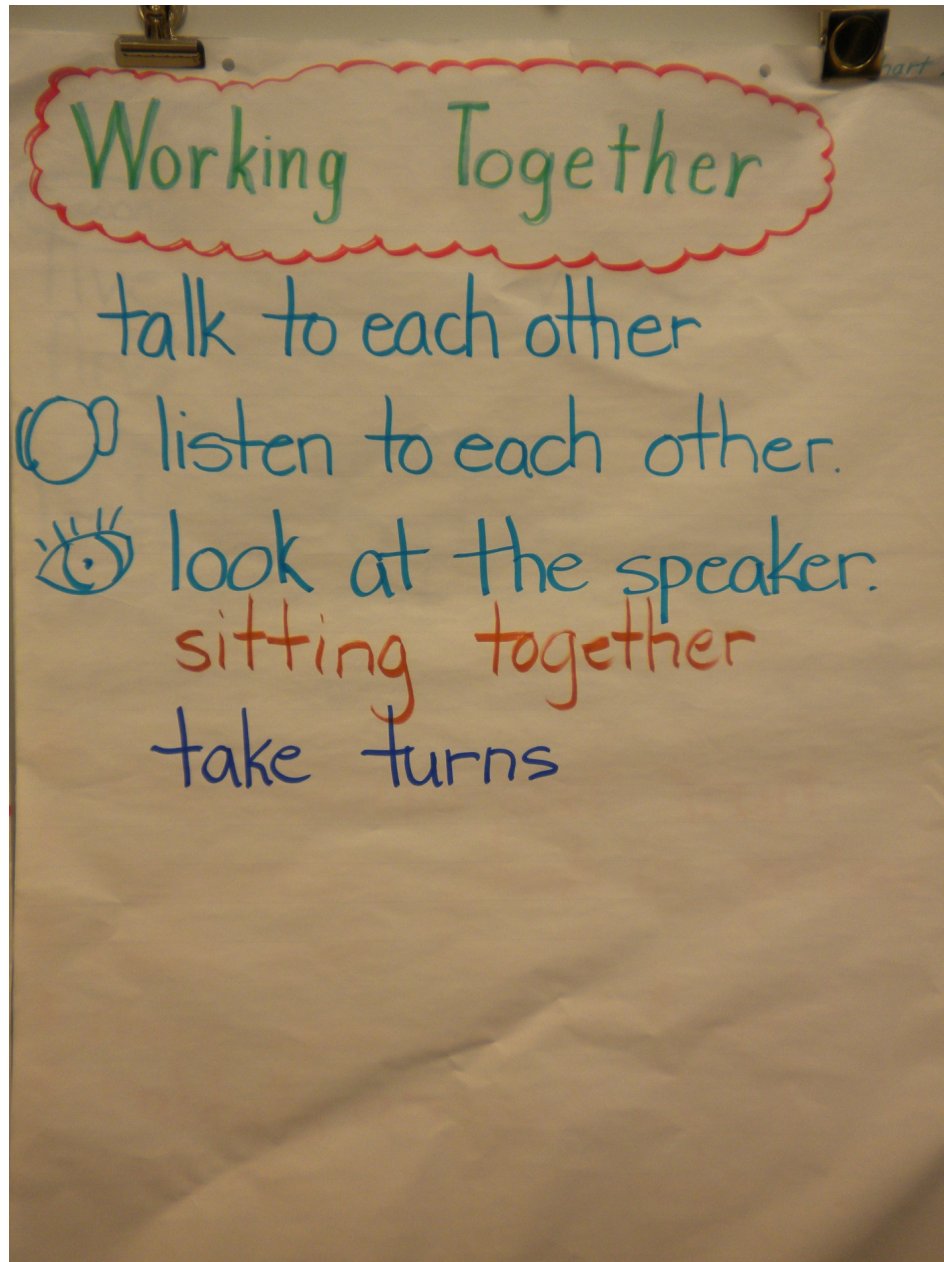 Working Together
talk to each other
listen to each other.
look at the speaker.
sitting together
take turns